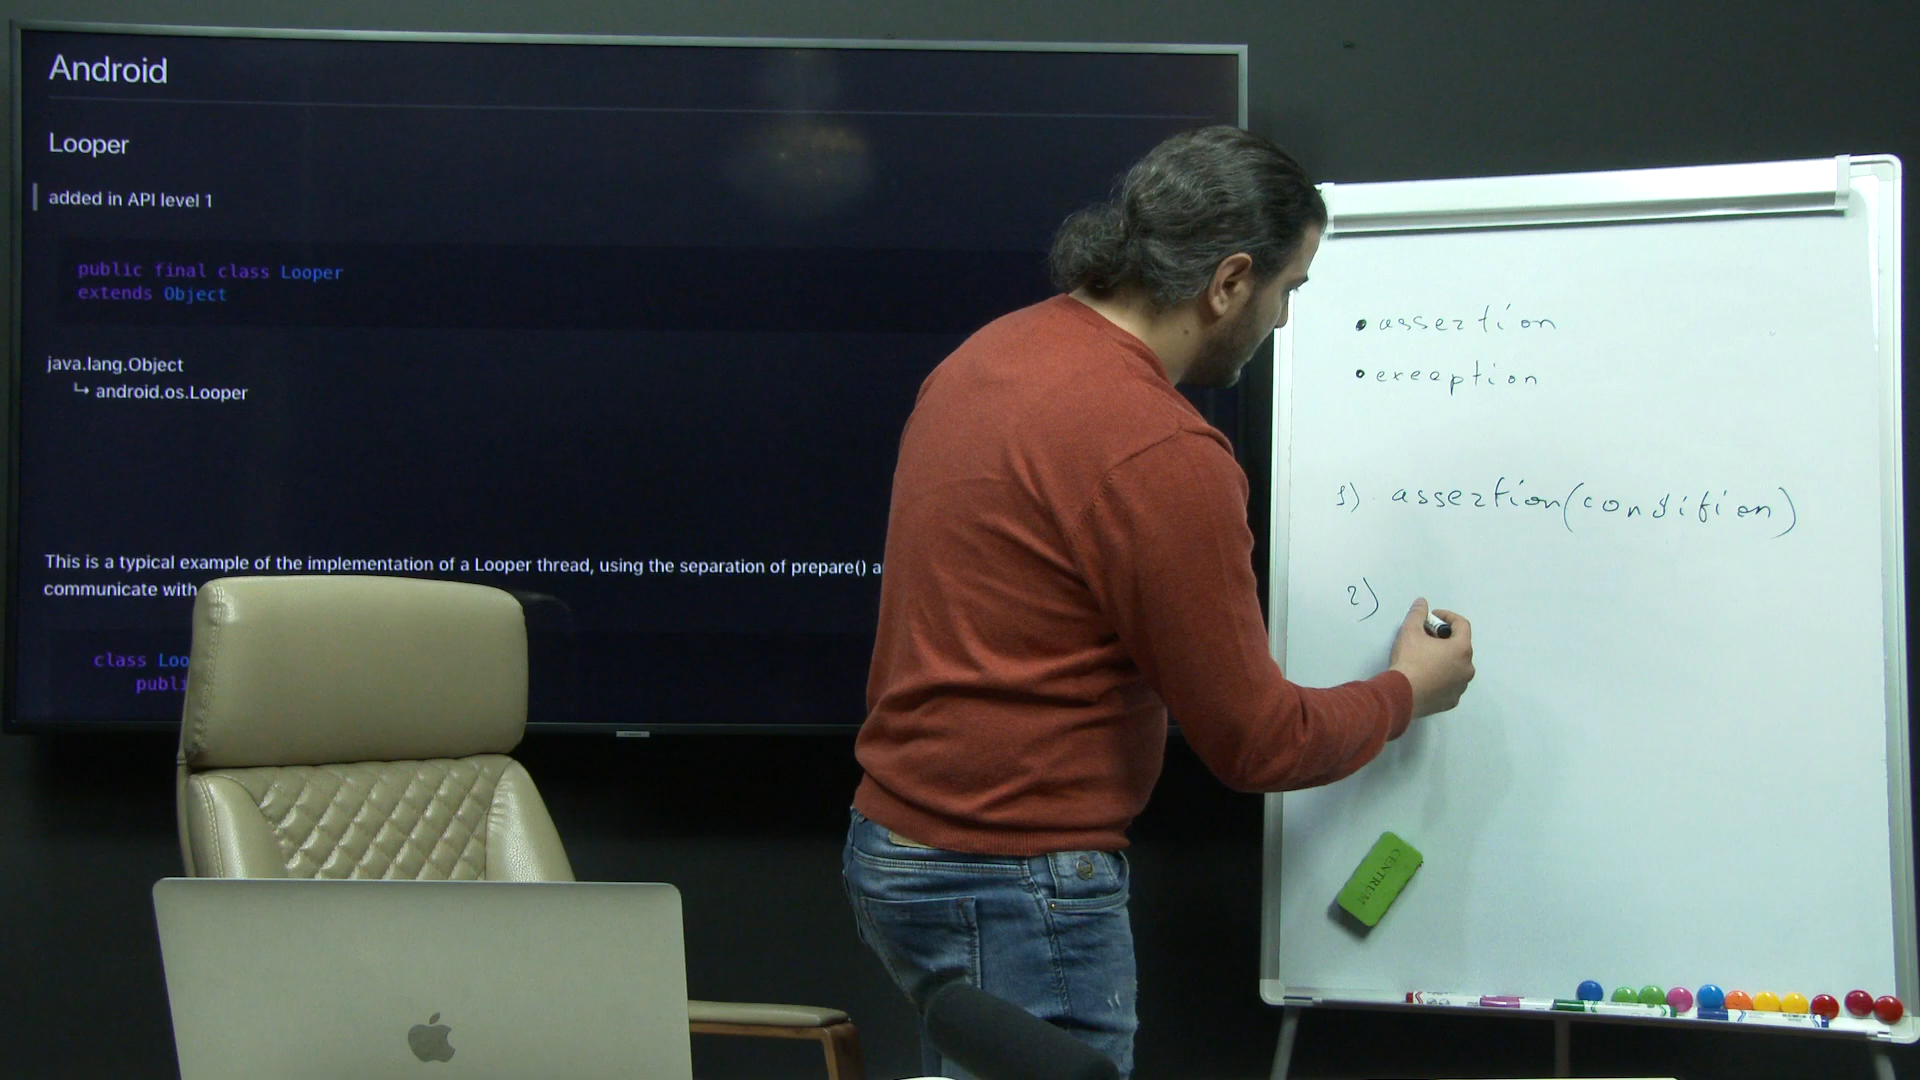 Android
Looper
added in API level 1
public final class Looper
extends Object
java.lang.Object
↳ android.os.Looper
This is a typical example of the implementation of a Looper thread, using the separation of prepare() a
communicate with
class Loo
publi
• assertion
• exception
1) assertion(condition)
2)
CENTRUM